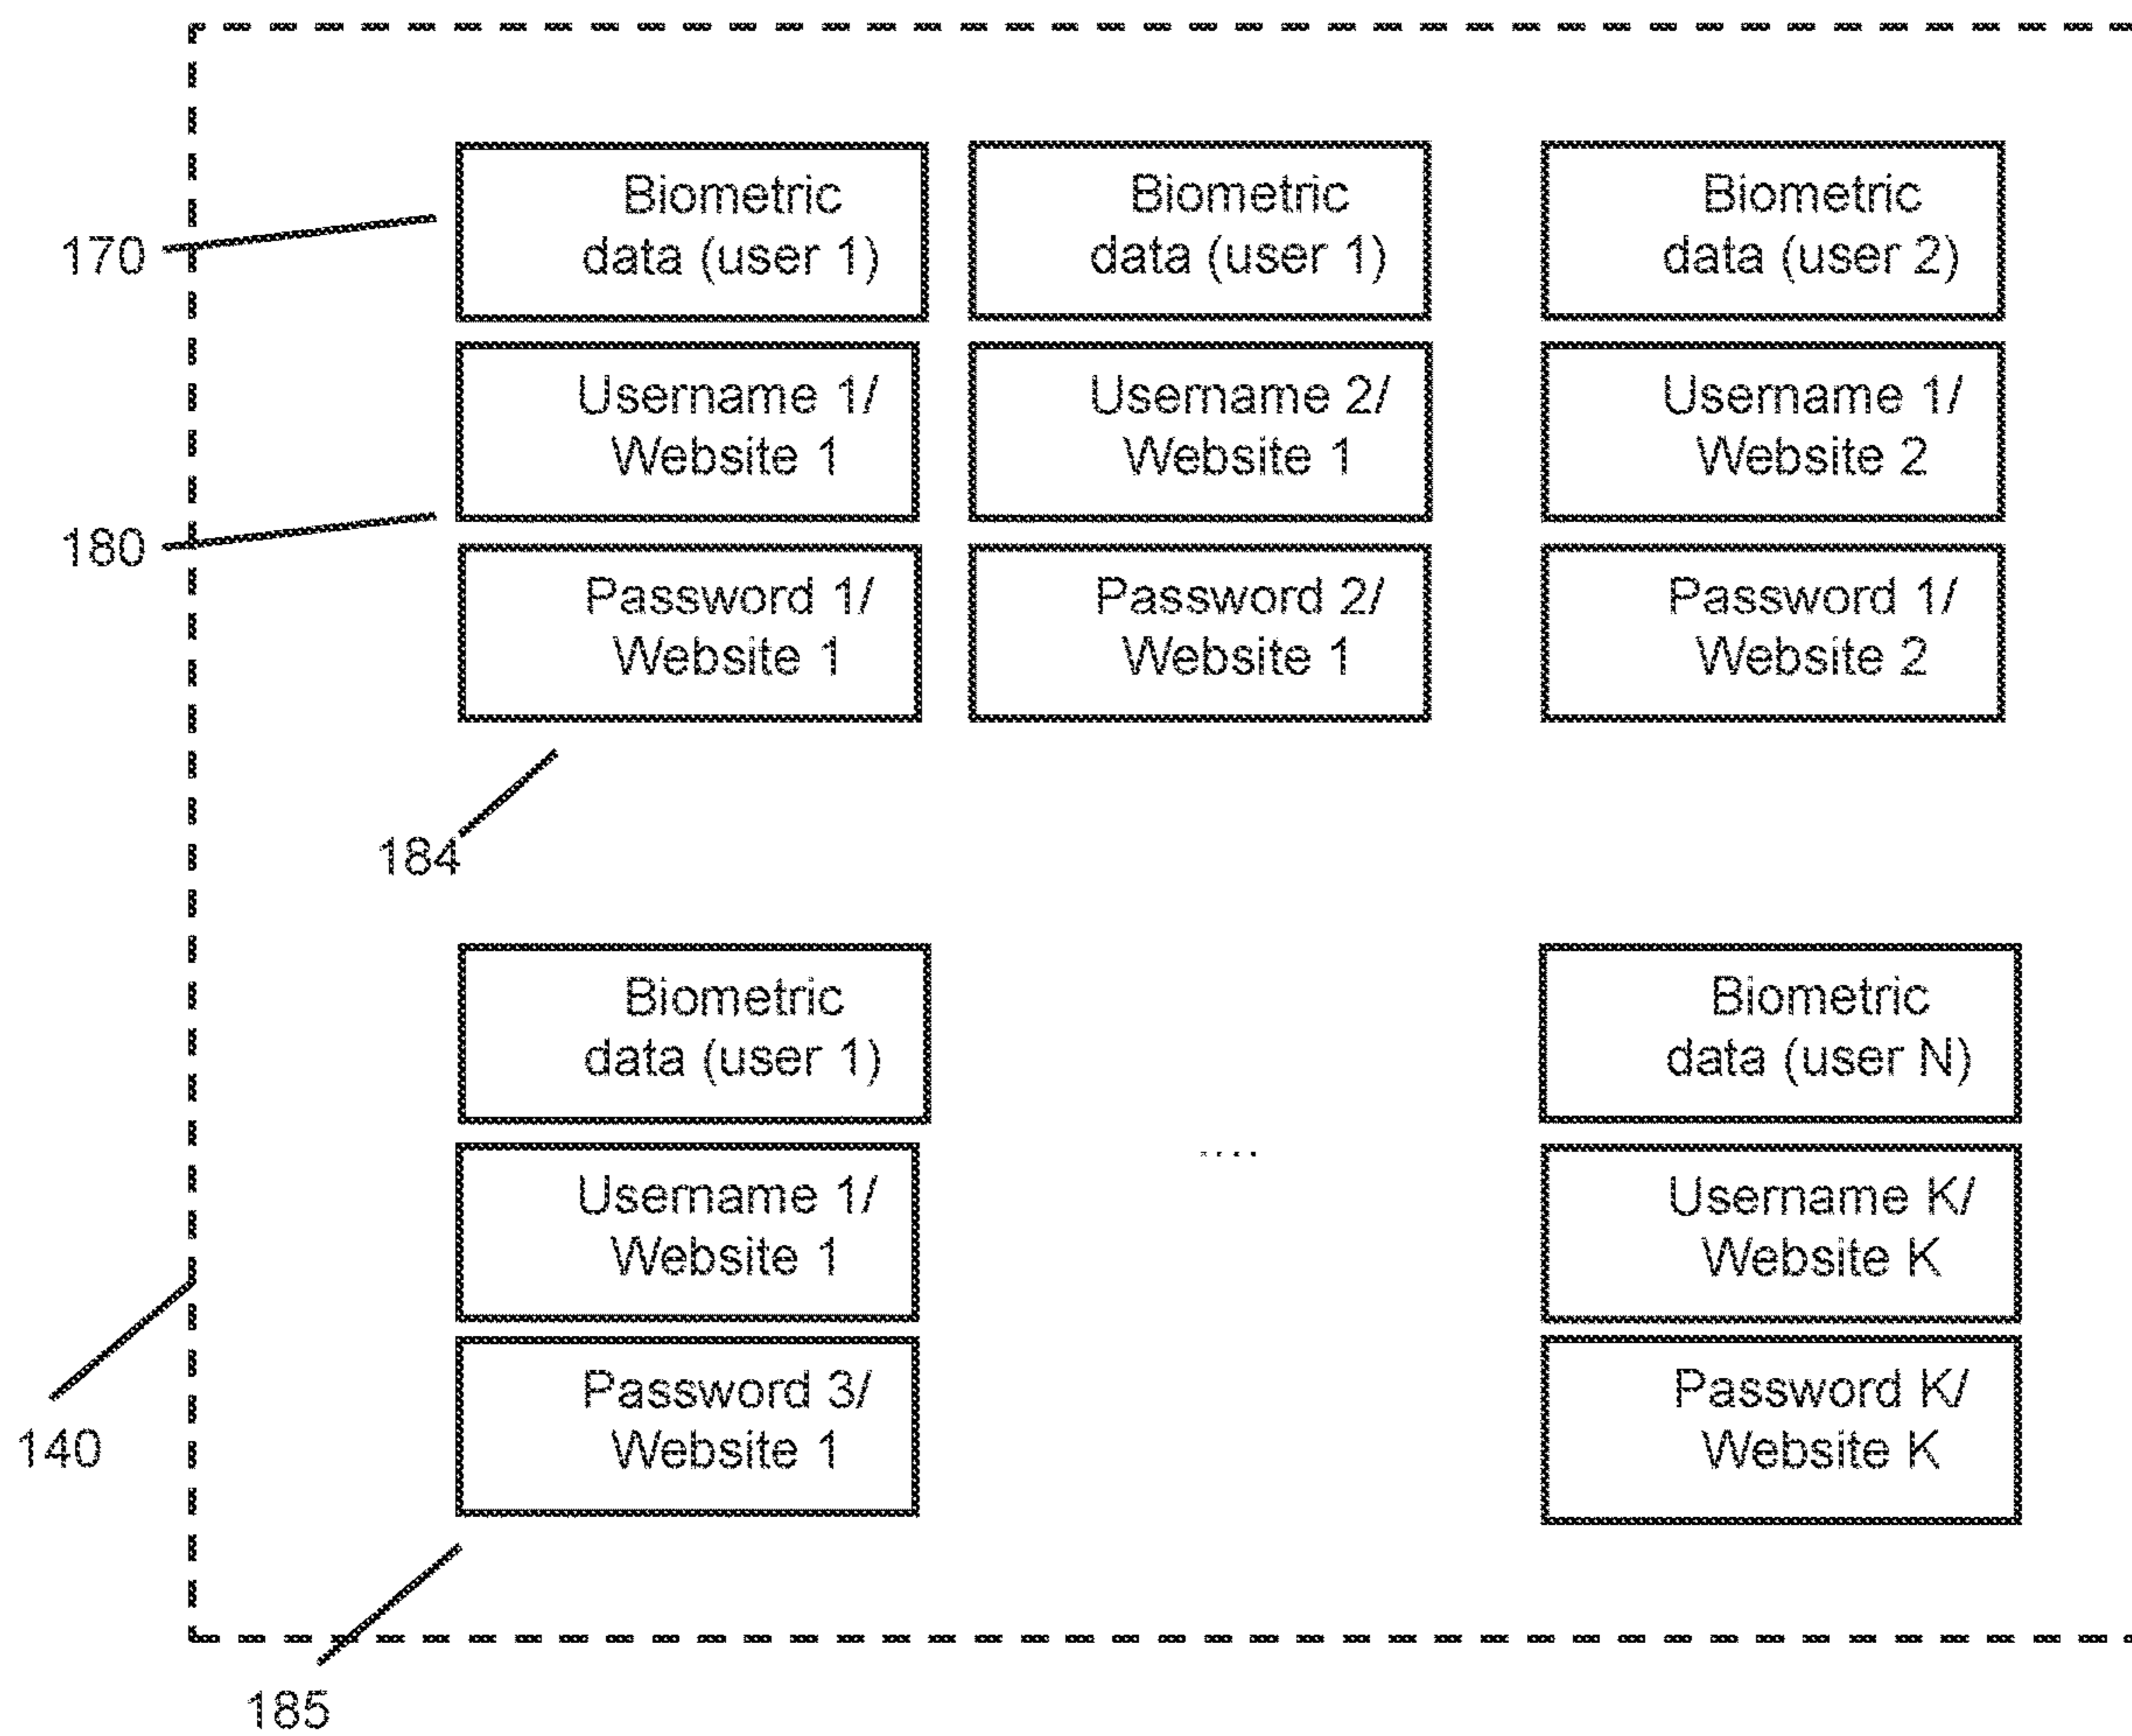 Biometric
data (user 1)
Biometric
data (user 1)
Biometric
data (user 2)
170
Username 1/
Website 1
Username 2/
Website 1
Username 1/
Website 2
180
Password 1/
Website 1
Password 2/
Website 1
Password 1/
Website 2
184
Biometric
data (user 1)
Biometric
data (user N)
....
Username 1/
Website 1
Username K/
Website K
Password 3/
Website 1
Password K/
Website K
140
185